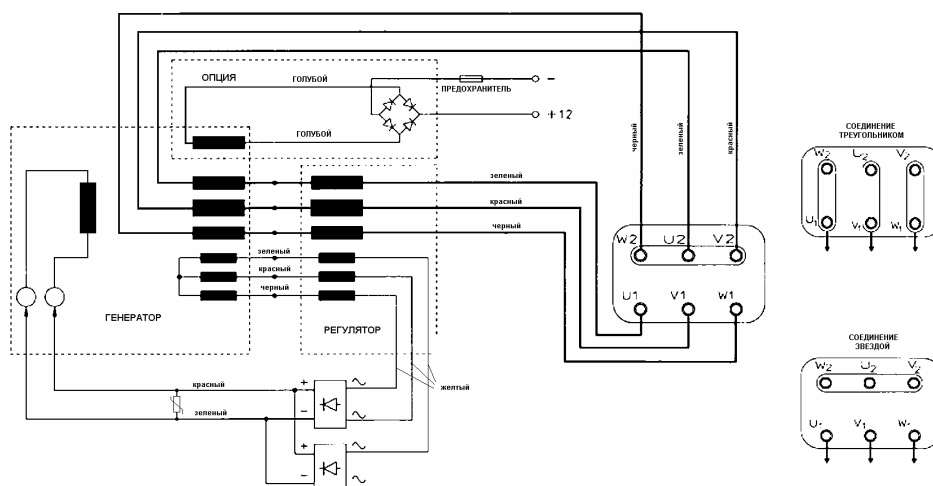 ОПЦИЯ
ГОЛУБОЙ
ГОЛУБОЙ
ПРЕДОХРАНИТЕЛЬ
-
+12
черный
зеленый
красный
зеленый
красный
черный
зеленый
красный
черный
ГЕНЕРАТОР
РЕГУЛЯТОР
W2 U2 V2
U1 V1 W1
красный
зеленый
желтый
+ ~
- ~
+ ~
- ~
СОЕДИНЕНИЕ
ТРЕУГОЛЬНИКОМ
W2 U2 V2
U1 V1 W1
СОЕДИНЕНИЕ
ЗВЕЗДОЙ
W2 U2 V2
U1 V1 W1